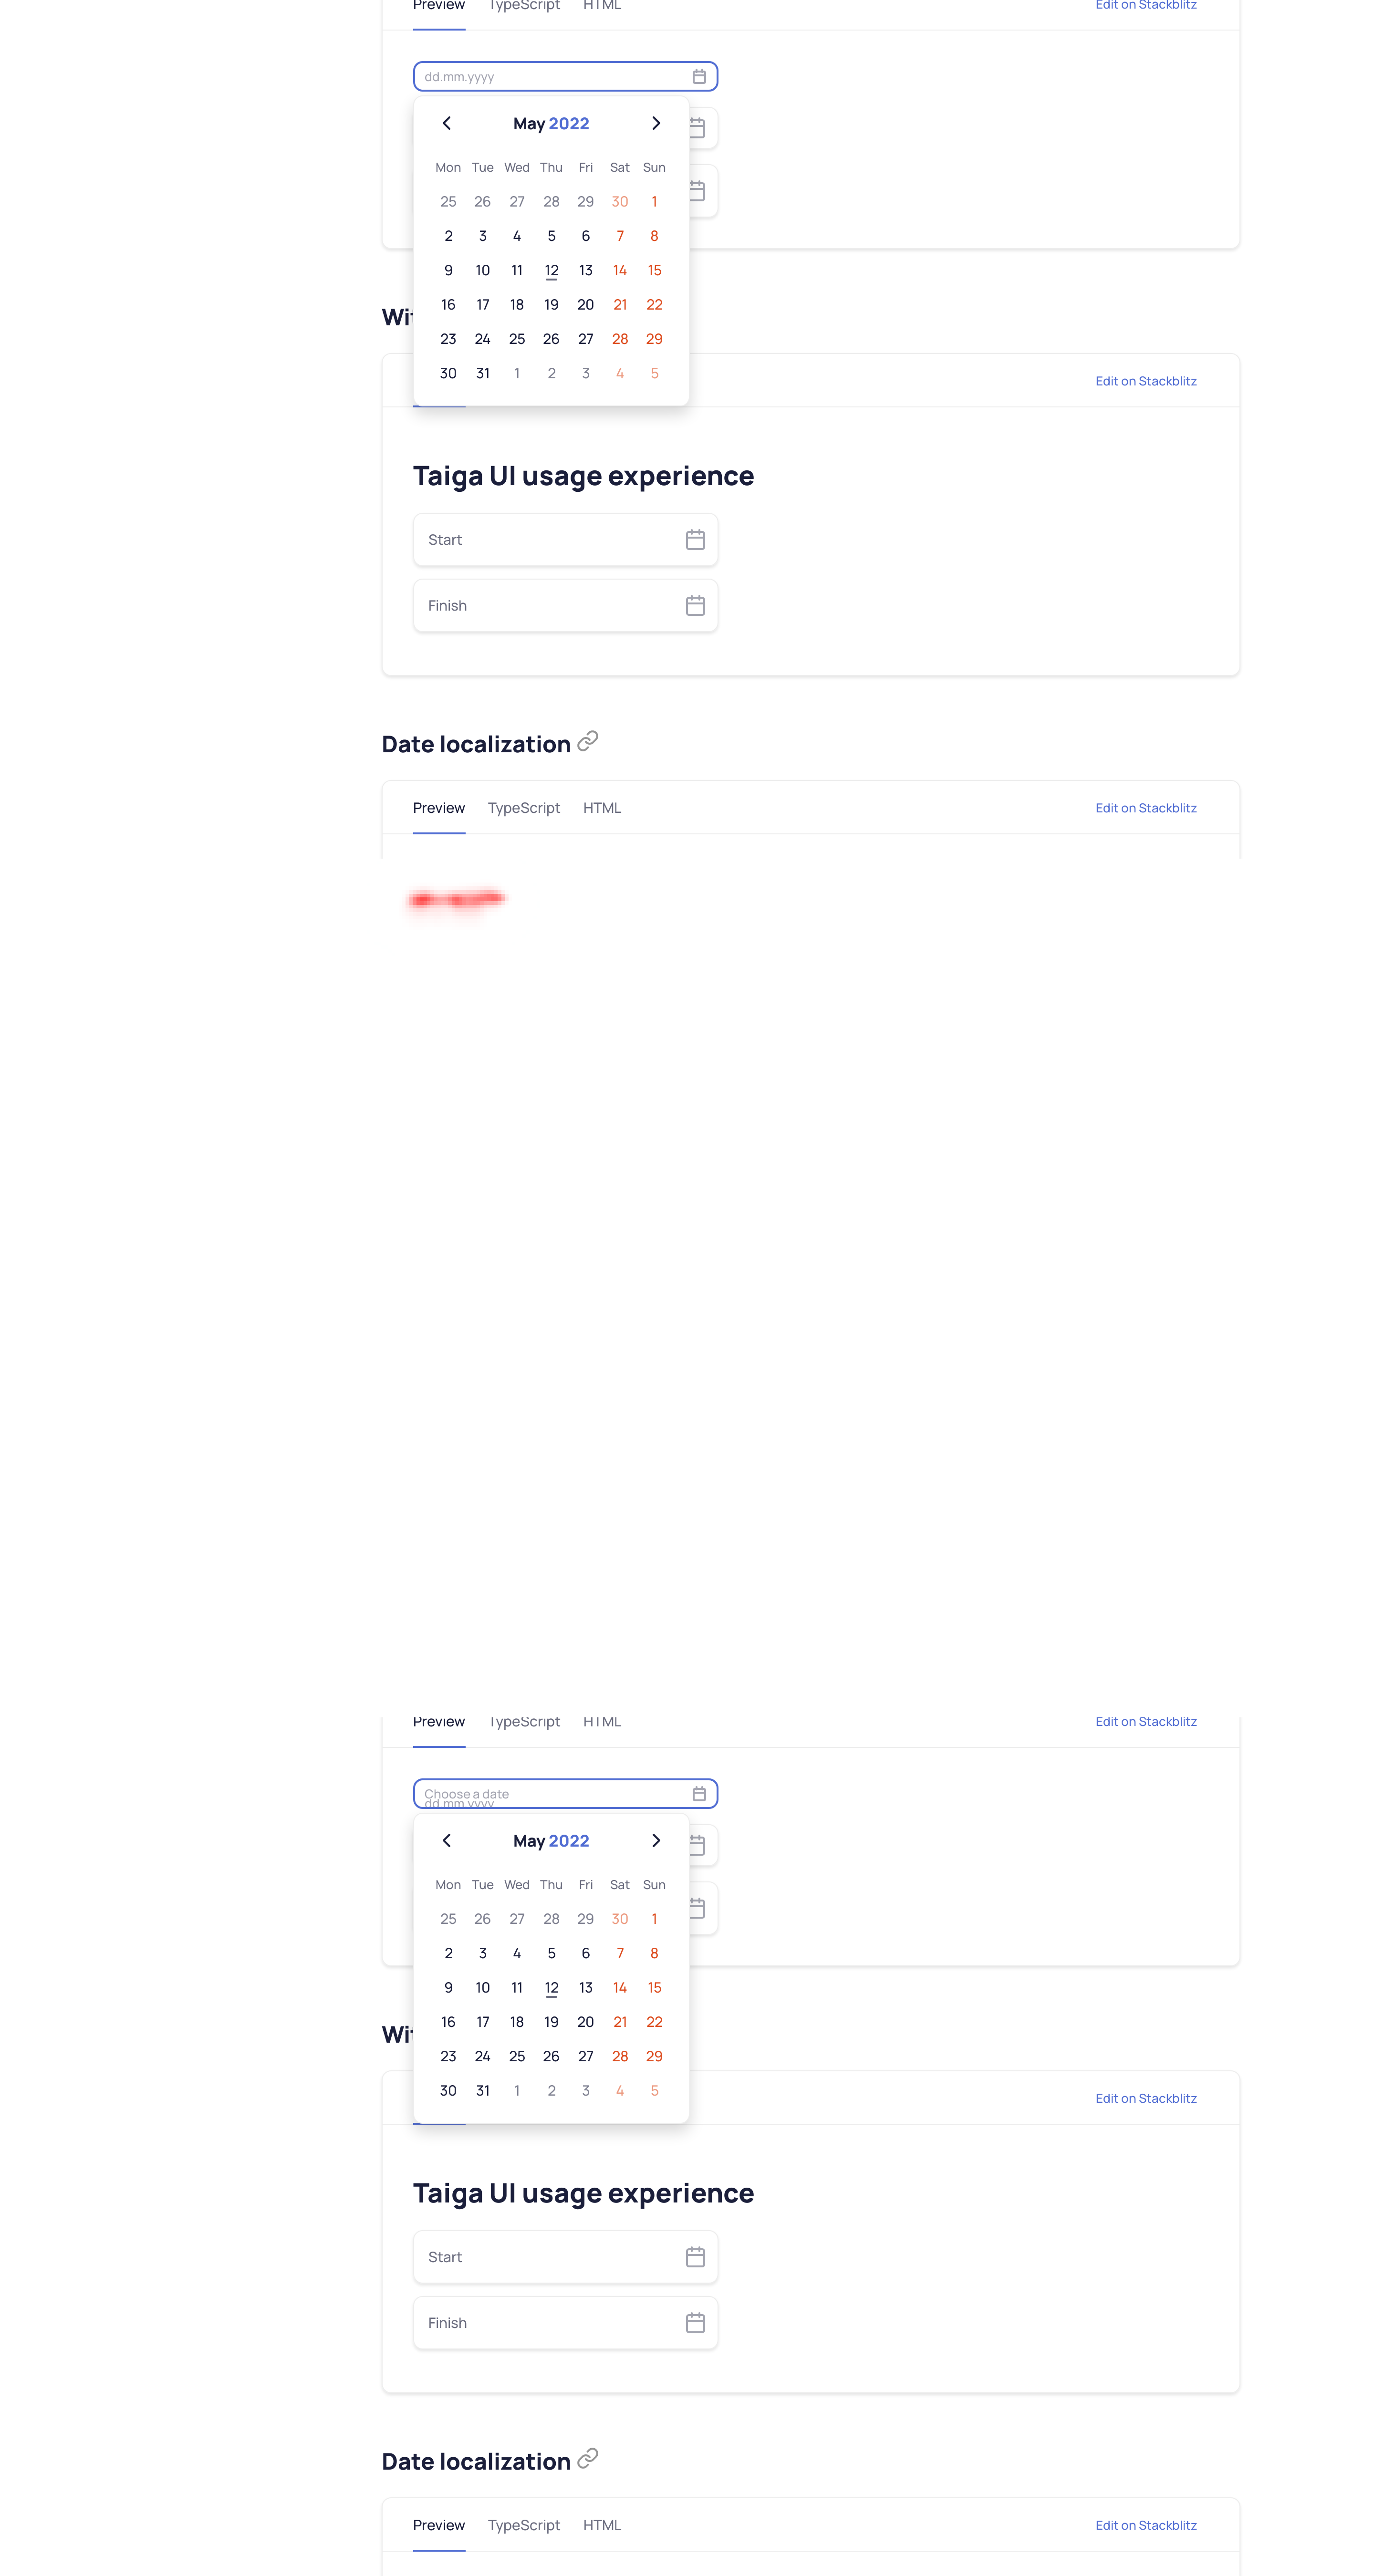 Preview TypeScript HTML Edit on Stackblitz
dd.mm.yyyy
May 2022
Mon Tue Wed Thu Fri Sat Sun
25 26 27 28 29 30 1
2 3 4 5 6 7 8
9 10 11 12 13 14 15
16 17 18 19 20 21 22
23 24 25 26 27 28 29
30 31 1 2 3 4 5
Wit
Edit on Stackblitz
Taiga UI usage experience
Start
Finish
Date localization
Preview TypeScript HTML Edit on Stackblitz
Preview TypeScript HTML Edit on Stackblitz
Choose a date
dd.mm.yyyy
May 2022
Mon Tue Wed Thu Fri Sat Sun
25 26 27 28 29 30 1
2 3 4 5 6 7 8
9 10 11 12 13 14 15
16 17 18 19 20 21 22
23 24 25 26 27 28 29
30 31 1 2 3 4 5
Wit
Edit on Stackblitz
Taiga UI usage experience
Start
Finish
Date localization
Preview TypeScript HTML Edit on Stackblitz